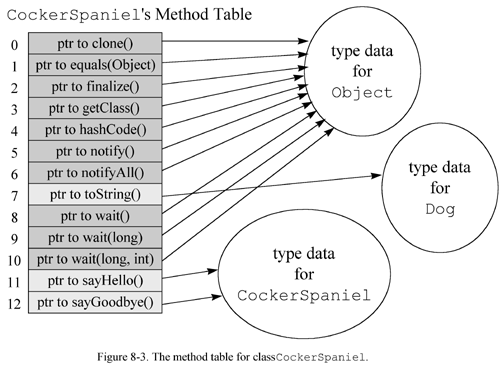 CockerSpaniel's Method Table
0 ptr to clone()
1 ptr to equals(Object)
2 ptr to finalize()
3 ptr to getClass()
4 ptr to hashCode()
5 ptr to notify()
6 ptr to notifyAll()
7 ptr to toString()
8 ptr to wait()
9 ptr to wait(long)
10 ptr to wait(long, int)
11 ptr to sayHello()
12 ptr to sayGoodbye()
type data
for
Object
type data
for
Dog
type data
for
CockerSpaniel
Figure 8-3. The method table for classCockerSpaniel.